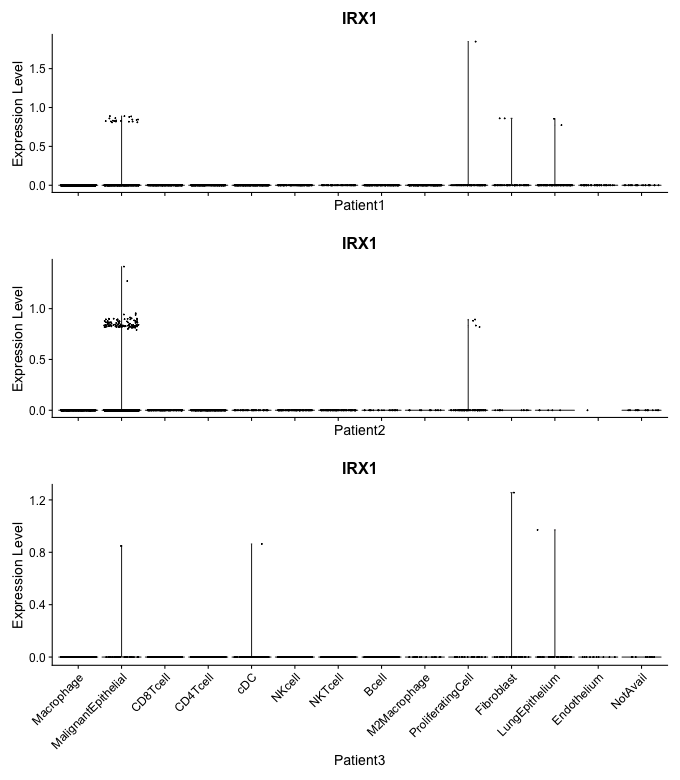 IRX1
Expression Level
1.5
1.0
0.5
0.0
Patient1
IRX1
Expression Level
1.0
0.5
0.0
Patient2
IRX1
Expression Level
1.2
0.8
0.4
0.0
Macrophage
MalignantEpithelial
CD8Tcell
CD4Tcell
cDC
NKcell
NKTcell
Bcell
M2Macrophage
ProliferatingCell
Fibroblast
LungEpithelium
Endothelium
NotAvail
Patient3